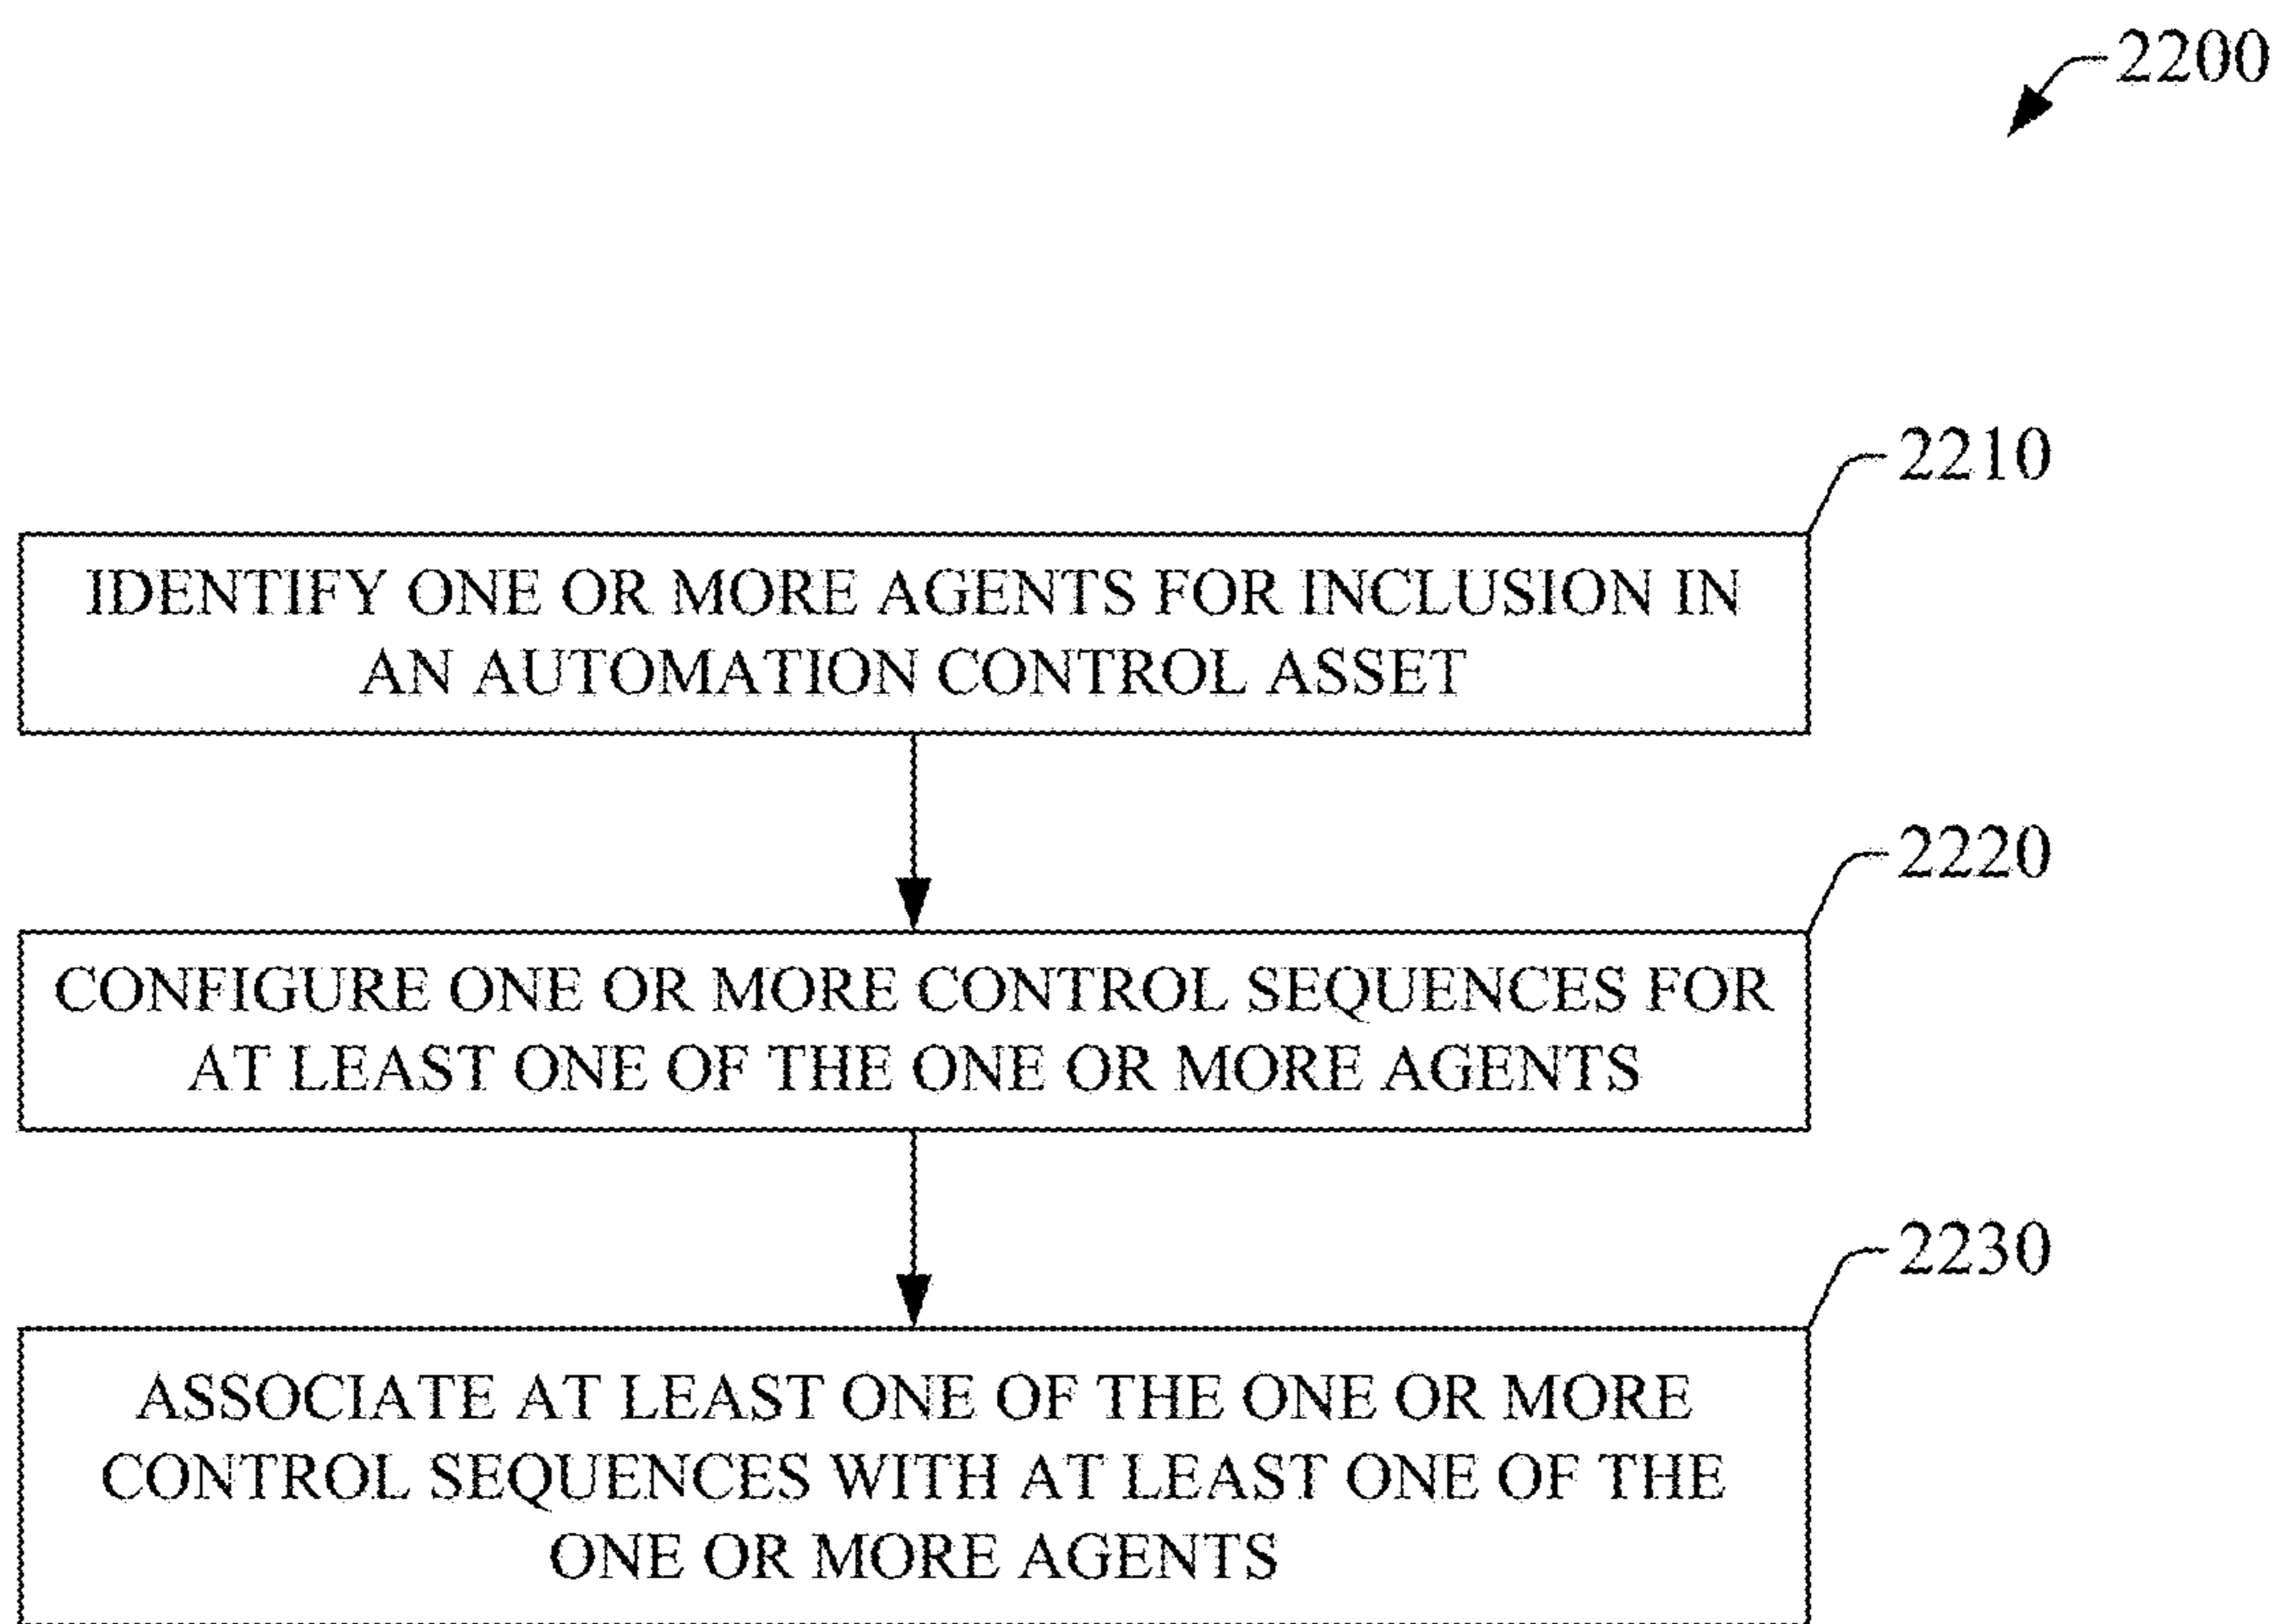 2200
2210
IDENTIFY ONE OR MORE AGENTS FOR INCLUSION IN
AN AUTOMATION CONTROL ASSET
2220
CONFIGURE ONE OR MORE CONTROL SEQUENCES FOR
AT LEAST ONE OF THE ONE OR MORE AGENTS
2230
ASSOCIATE AT LEAST ONE OF THE ONE OR MORE
CONTROL SEQUENCES WITH AT LEAST ONE OF THE
ONE OR MORE AGENTS